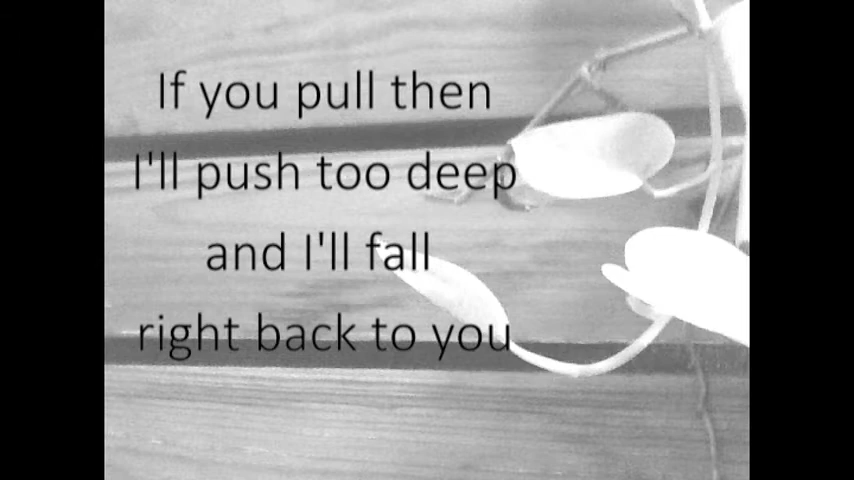 If you pull then
I'll push too deep
and I'll fall
right back to you